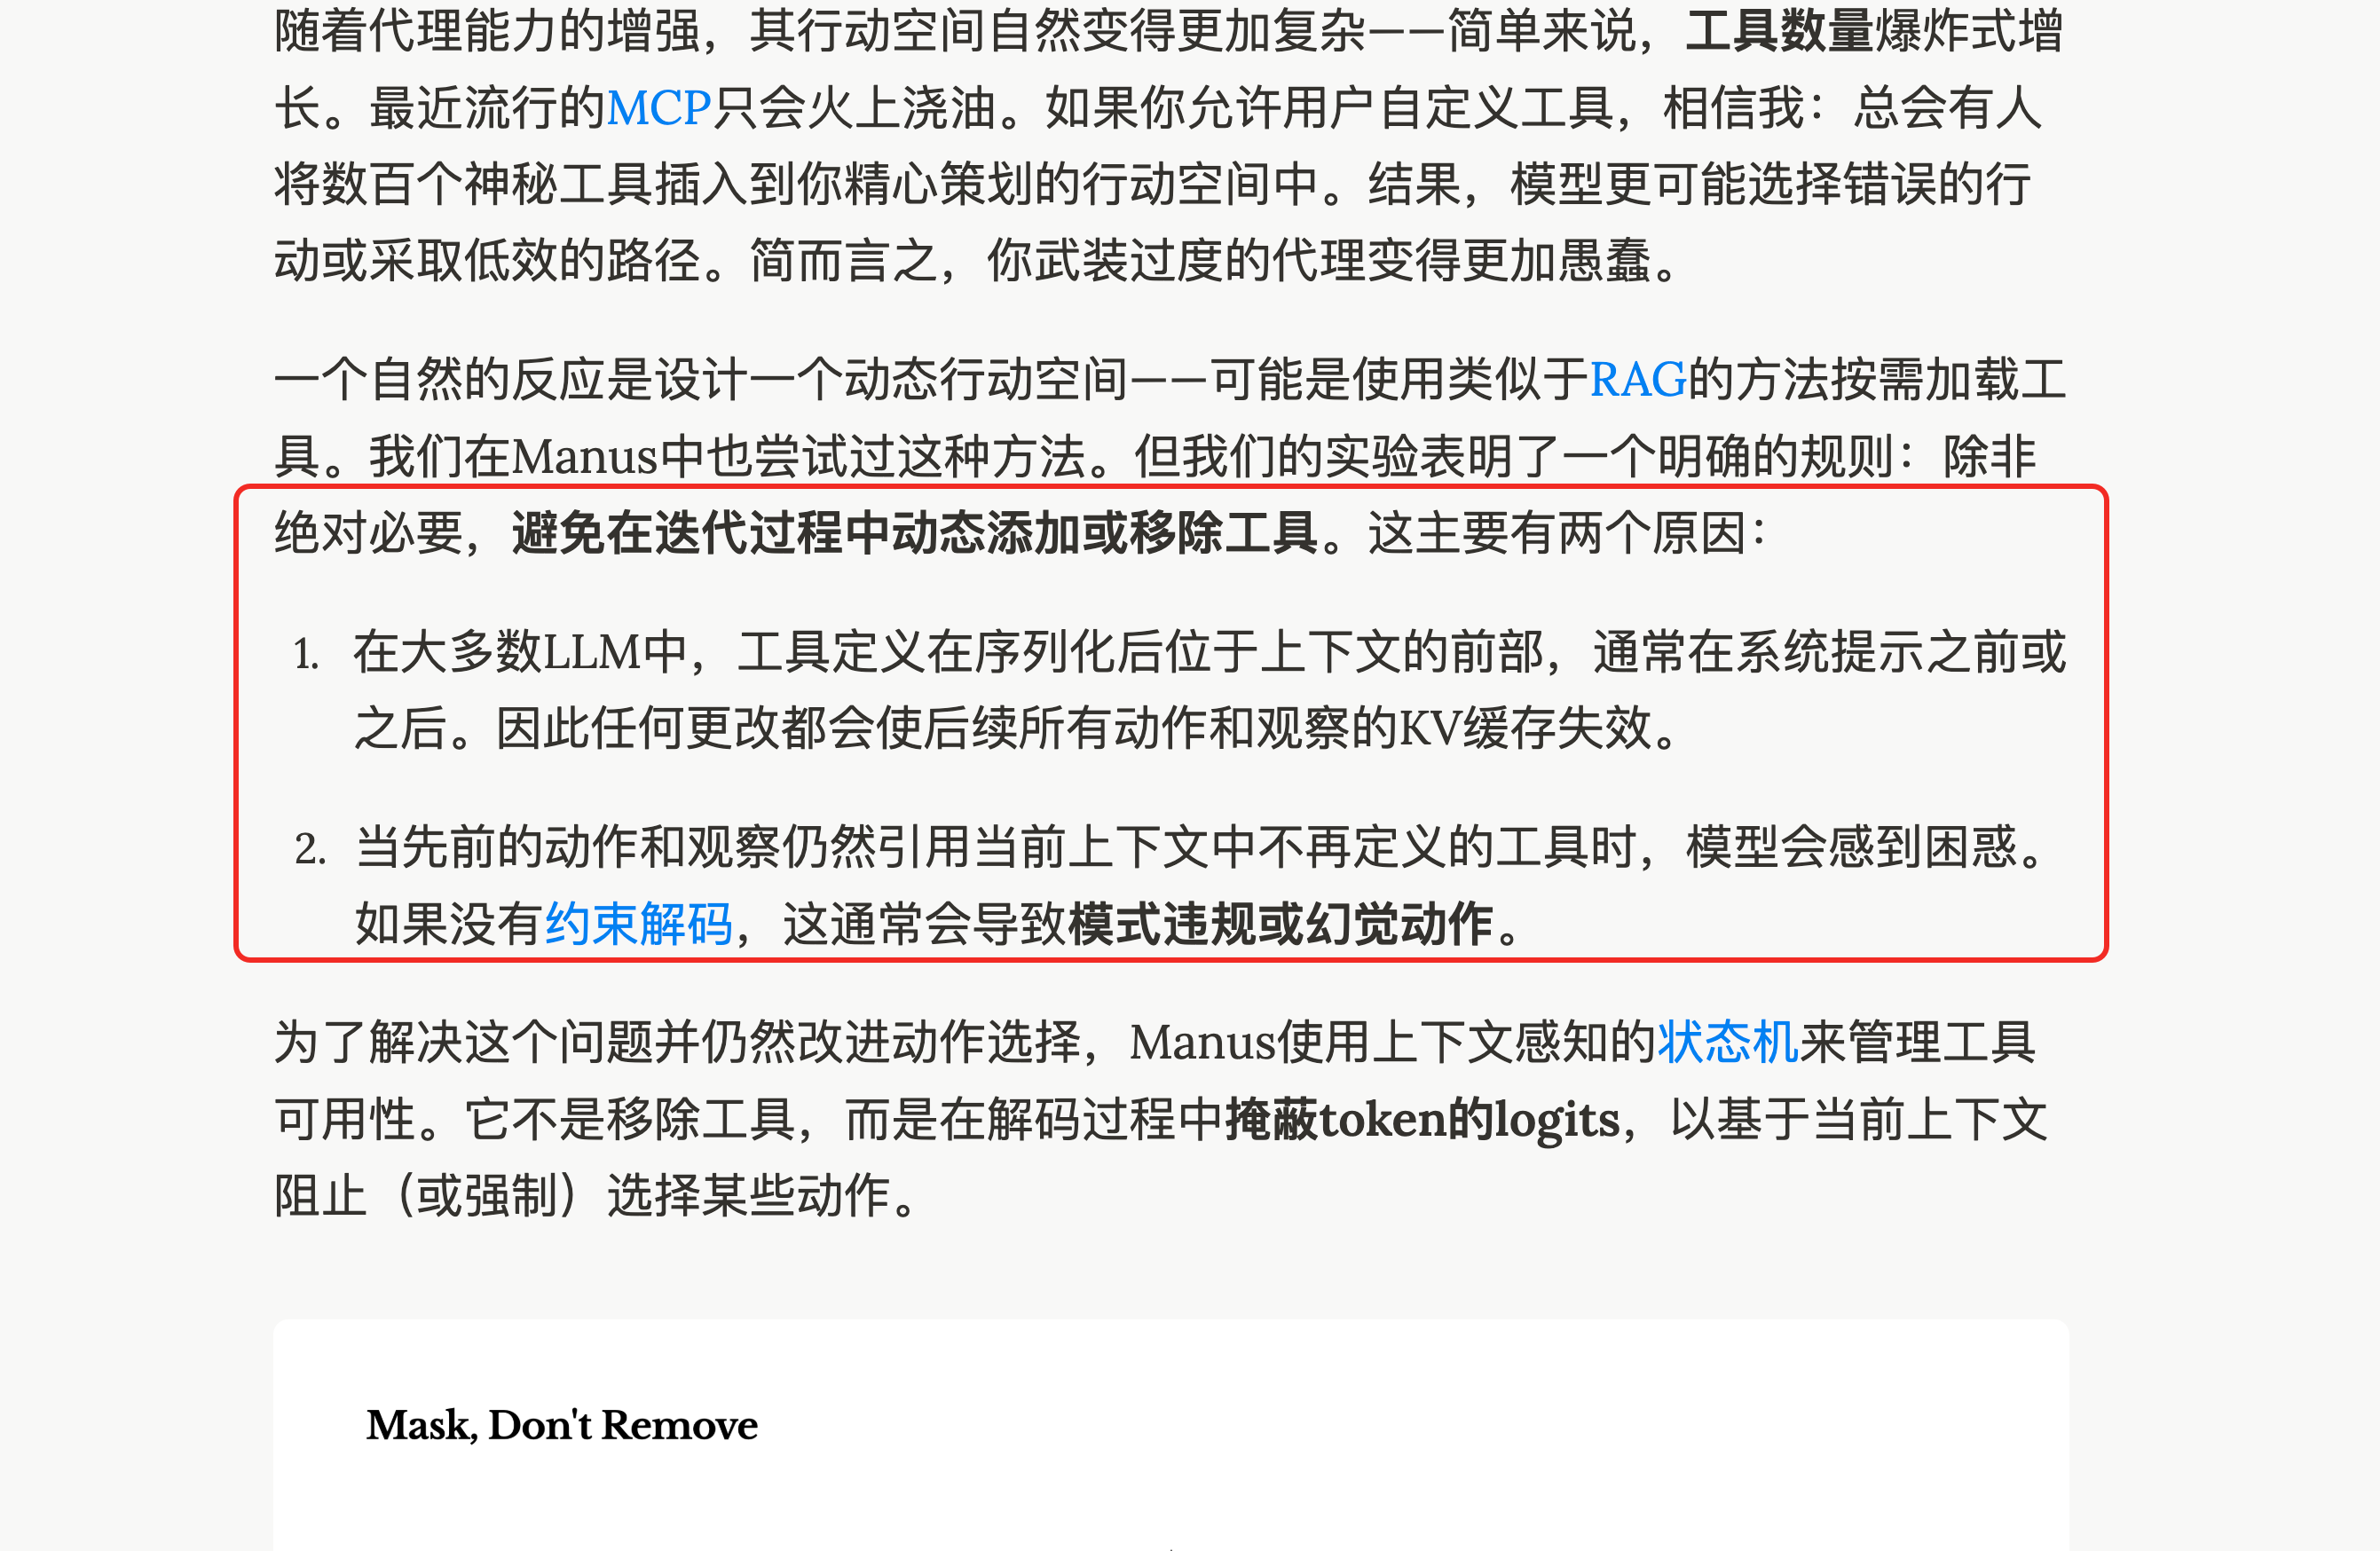 随着代理能力的增强，其行动空间自然变得更加复杂——简单来说，工具数量爆炸式增
长。最近流行的MCP只会火上浇油。如果你允许用户自定义工具，相信我：总会有人
将数百个神秘工具插入到你精心策划的行动空间中。结果，模型更可能选择错误的行
动或采取低效的路径。简而言之，你武装过度的代理变得更加愚蠢。
一个自然的反应是设计一个动态行动空间——可能是使用类似于RAG的方法按需加载工
具。我们在Manus中也尝试过这种方法。但我们的实验表明了一个明确的规则：除非
绝对必要，避免在迭代过程中动态添加或移除工具。这主要有两个原因：
1. 在大多数LLM中，工具定义在序列化后位于上下文的前部，通常在系统提示之前或
之后。因此任何更改都会使后续所有动作和观察的KV缓存失效。
2. 当先前的动作和观察仍然引用当前上下文中不再定义的工具时，模型会感到困惑。
如果没有约束解码，这通常会导致模式违规或幻觉动作。
为了解决这个问题并仍然改进动作选择，Manus使用上下文感知的状态机来管理工具
可用性。它不是移除工具，而是在解码过程中掩蔽token的logits，以基于当前上下文
阻止（或强制）选择某些动作。
Mask, Don't Remove